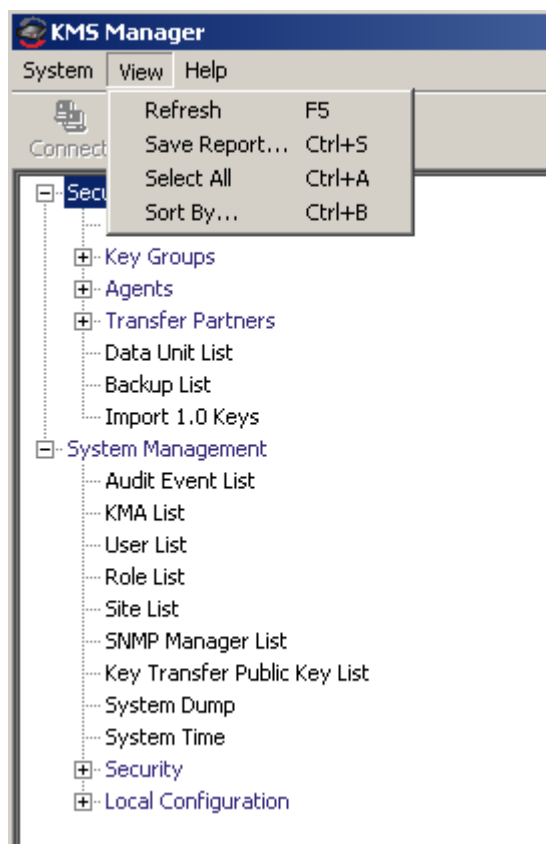 KMS Manager
System View Help
Refresh F5
Save Report... Ctrl+S
Select All Ctrl+A
Sort By... Ctrl+B
Connect
Key Groups
Agents
Transfer Partners
Data Unit List
Backup List
Import 1.0 Keys
System Management
Audit Event List
KMA List
User List
Role List
Site List
SNMP Manager List
Key Transfer Public Key List
System Dump
System Time
Security
Local Configuration